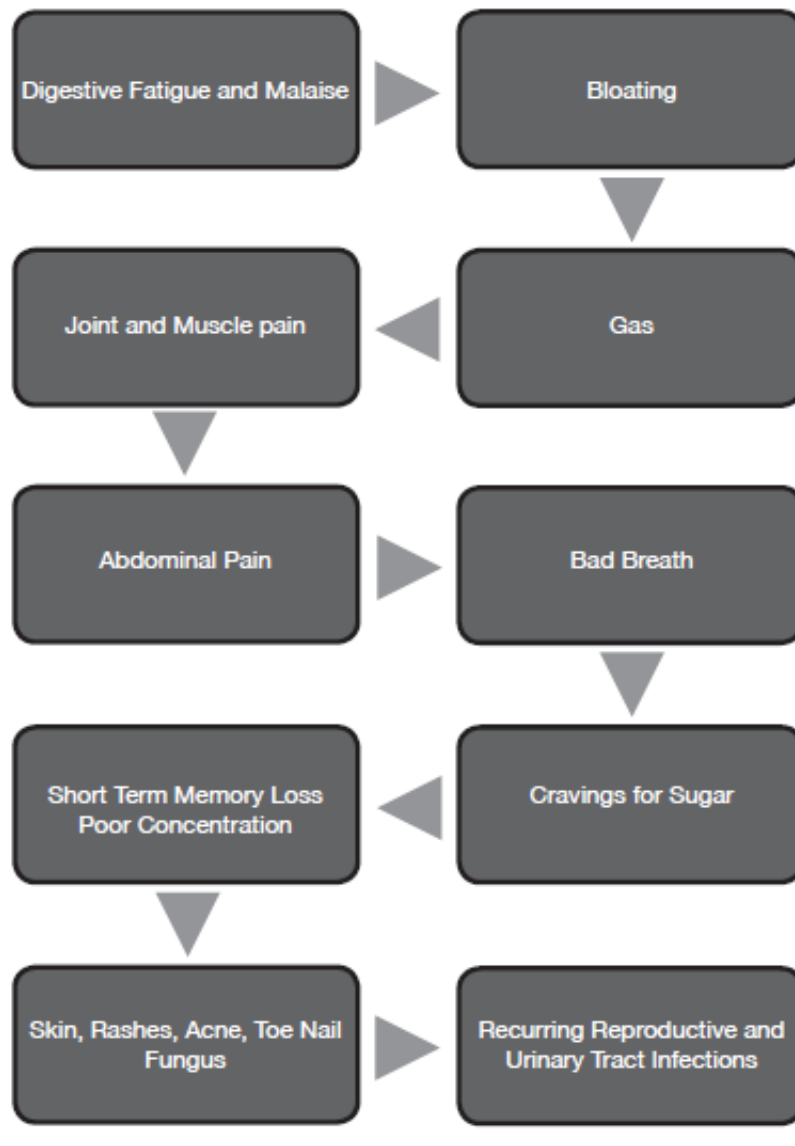 Digestive Fatigue and Malaise
Bloating
Gas
Joint and Muscle pain
Abdominal Pain
Bad Breath
Cravings for Sugar
Short Term Memory Loss
Poor Concentration
Skin, Rashes, Acne, Toe Nail
Fungus
Recurring Reproductive and
Urinary Tract Infections